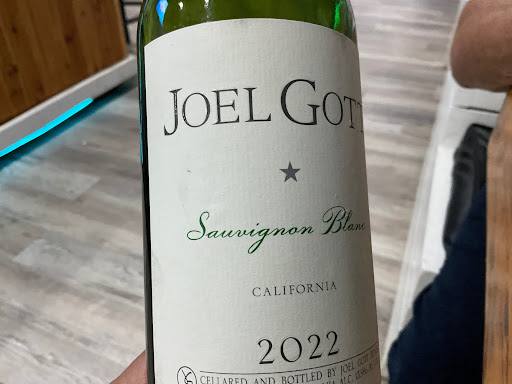 JOEL GOTT
Sauvignon Blanc
CALIFORNIA
2022
CELLARED AND BOTTLED BY JOEL GOTT